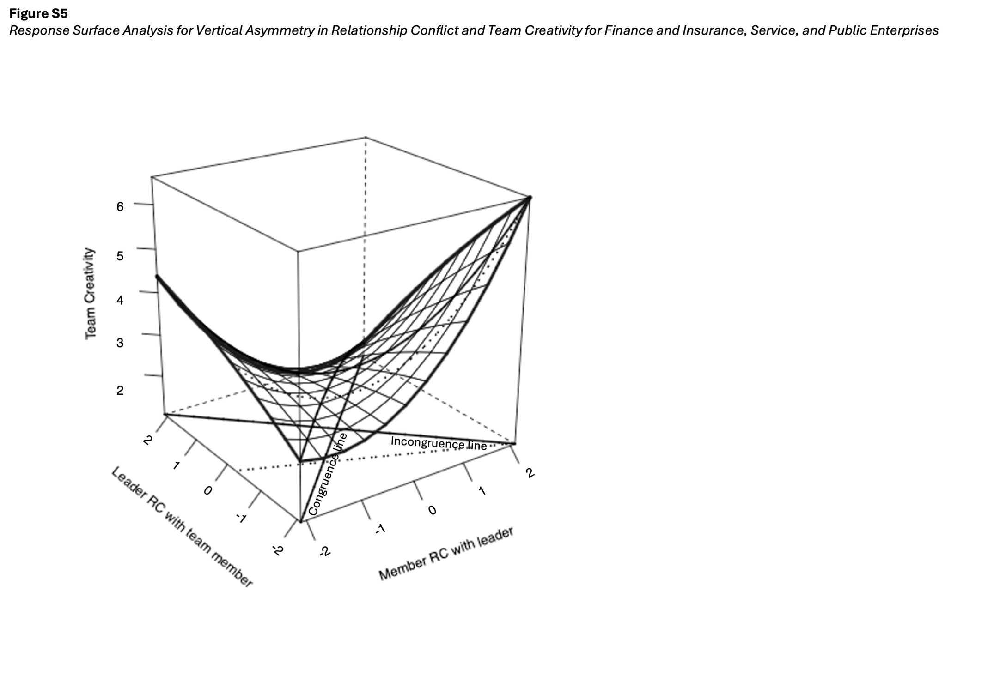 Figure S5
Response Surface Analysis for Vertical Asymmetry in Relationship Conflict and Team Creativity for Finance and Insurance, Service, and Public Enterprises
Team Creativity
6
5
4
3
2
2
1
0
-1
-2
Leader RC with team member
-2
-1
0
1
2
Member RC with leader
Congruence line
Incongruence line